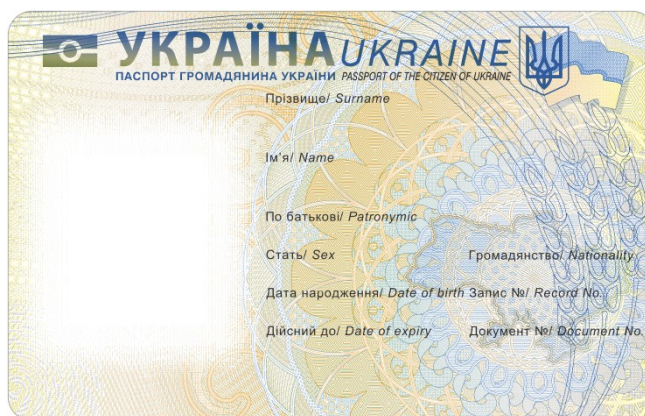 УКРАЇНА UKRAINE
ПАСПОРТ ГРОМАДЯНИНА УКРАЇНИ PASSPORT OF THE CITIZEN OF UKRAINE
Прізвище/ Surname
Ім'я/ Name
По батькові/ Patronymic
Стать/ Sex Громадянство/ Nationality
Дата народження/ Date of birth Запис №/ Record No.
Дійсний до/ Date of expiry Документ №/ Document No.